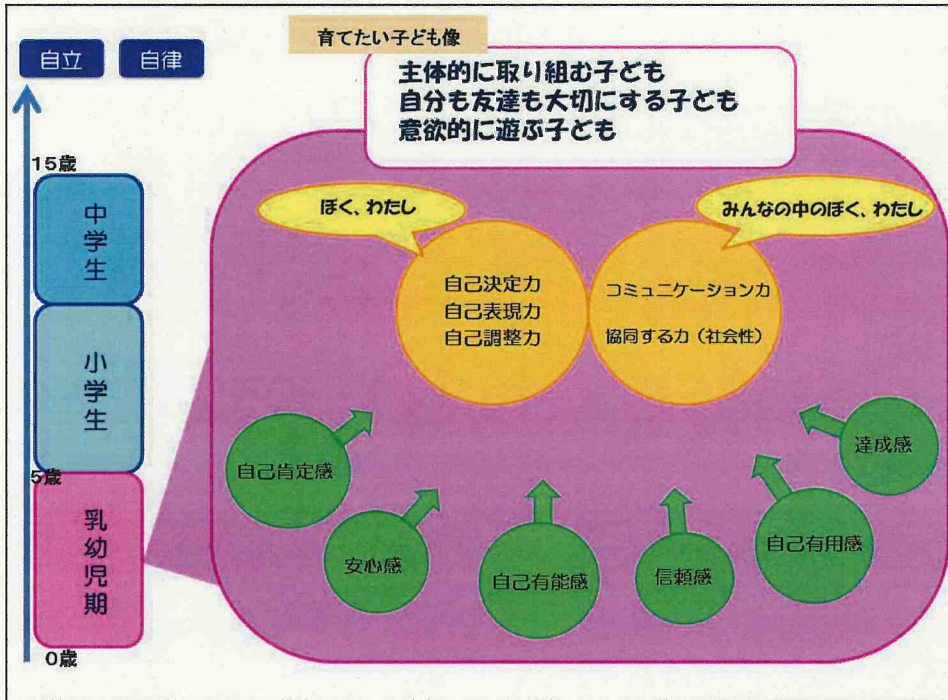 育てたい子ども像
自立
自律
主体的に取り組む子ども
自分も友達も大切にする子ども
意欲的に遊ぶ子ども
15歳
中学生
小学生
5歳
乳幼児期
0歳
ぼく、わたし
みんなの中のぼく、わたし
自己決定力
自己表現力
自己調整力
コミュニケーション力
協同する力（社会性）
自己肯定感
安心感
自己有能感
信頼感
自己有用感
達成感